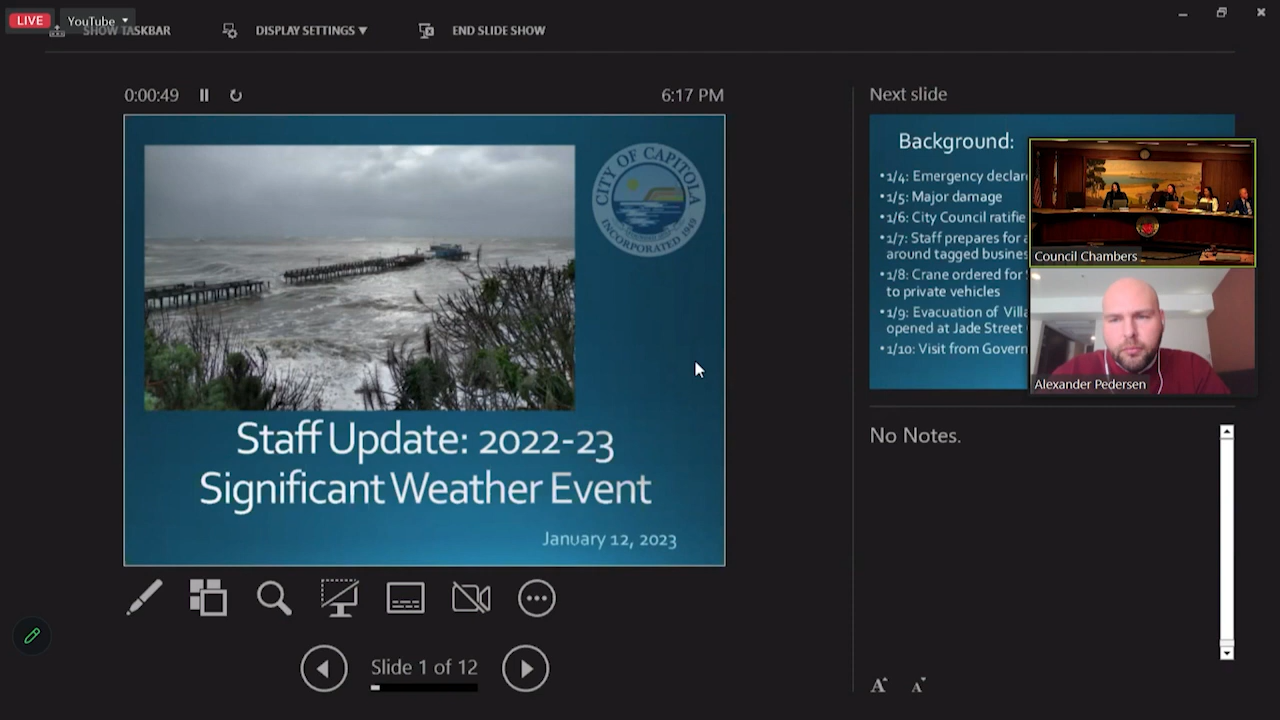 LIVE
YouTube
SHOW TASKBAR
DISPLAY SETTINGS
END SLIDE SHOW
0:00:49
6:17 PM
Next slide
CITY OF CAPITOLA
INCORPORATED 1949
Staff Update: 2022-23
Significant Weather Event
January 12, 2023
Background:
•1/4: Emergency declar
•1/5: Major damage
•1/6: City Council ratifie
•1/7: Staff prepares for
around tagged busines
•1/8: Crane ordered for
to private vehicles
•1/9: Evacuation of Villa
opened at Jade Street
•1/10: Visit from Govern
Council Chambers
Alexander Pedersen
No Notes.
Slide 1 of 12
A
A